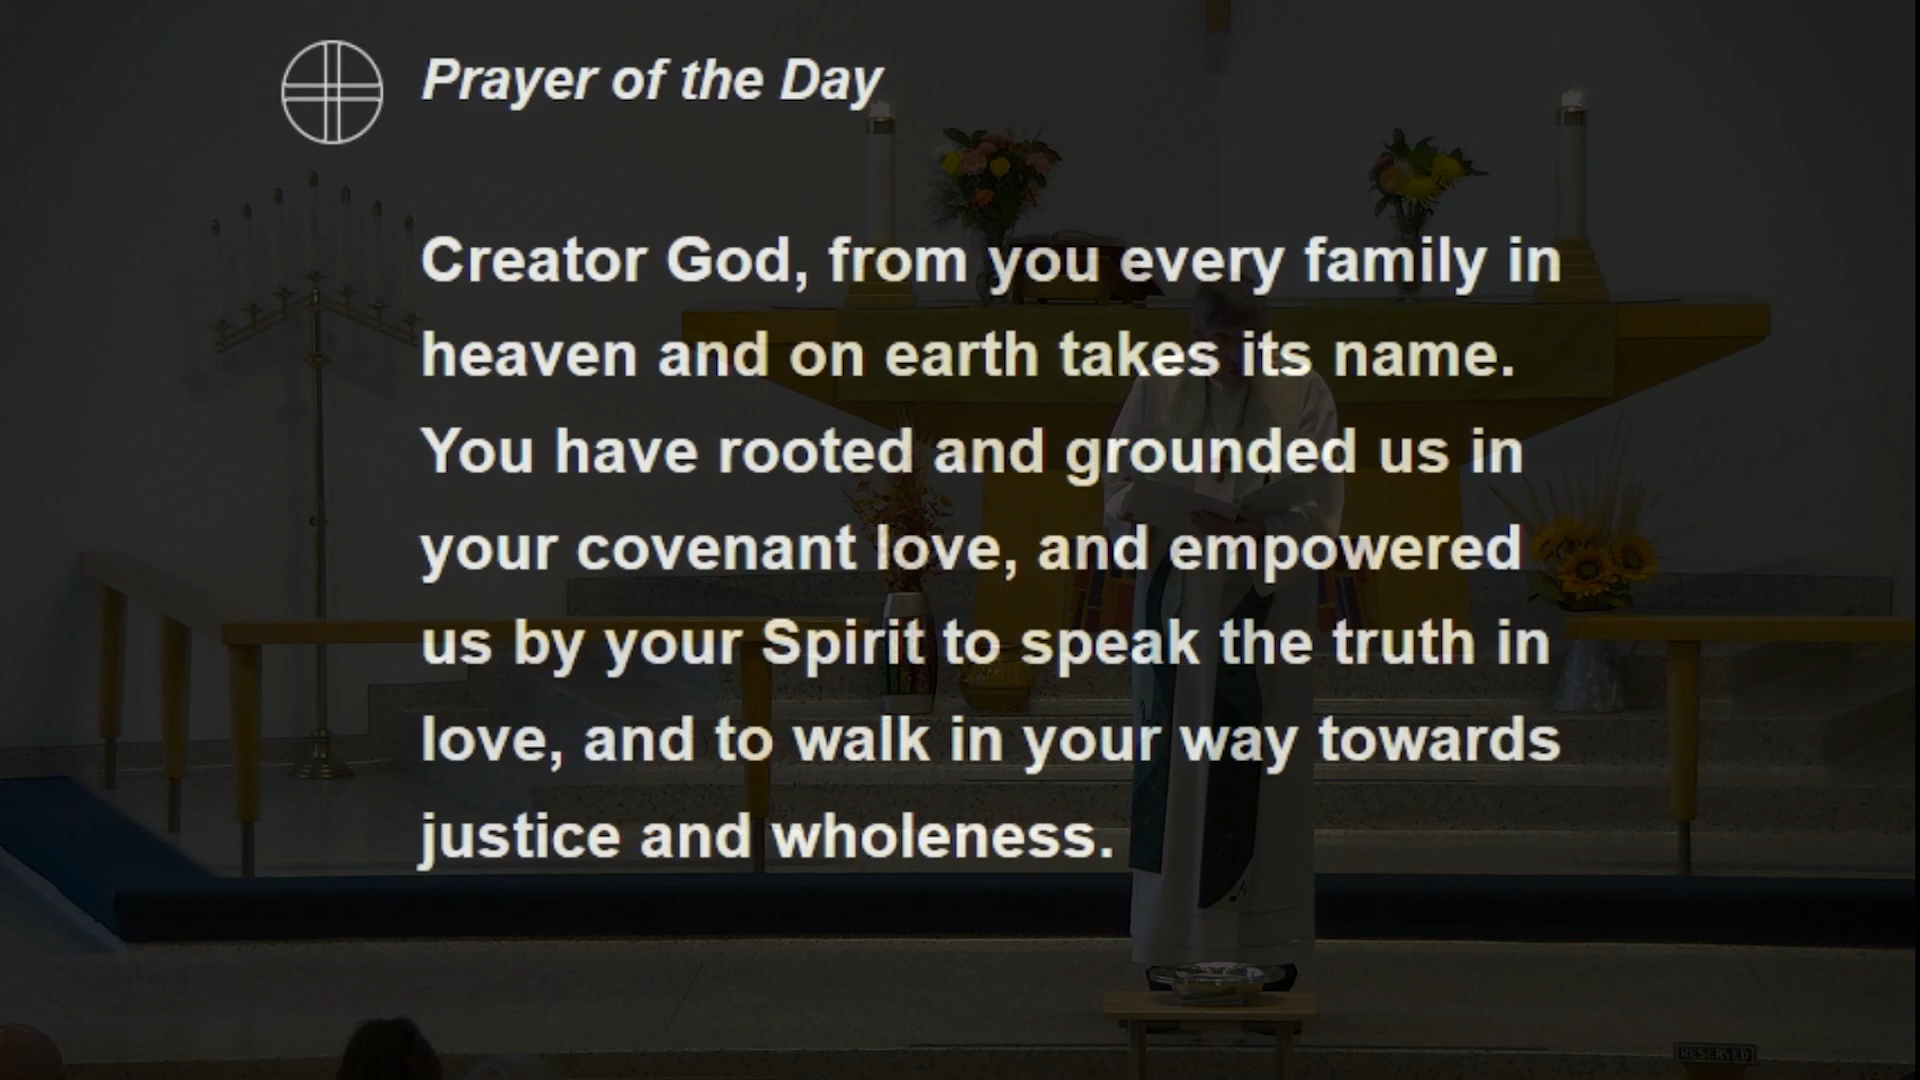 Prayer of the Day
Creator God, from you every family in
heaven and on earth takes its name.
You have rooted and grounded us in
your covenant love, and empowered
us by your Spirit to speak the truth in
love, and to walk in your way towards
justice and wholeness.
RESERVED